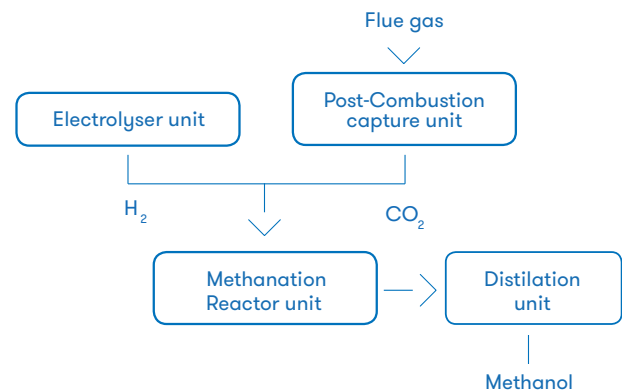 Flue gas
Electrolyser unit
Post-Combustion
capture unit
H2
CO2
Methanation
Reactor unit
Distilation
unit
Methanol